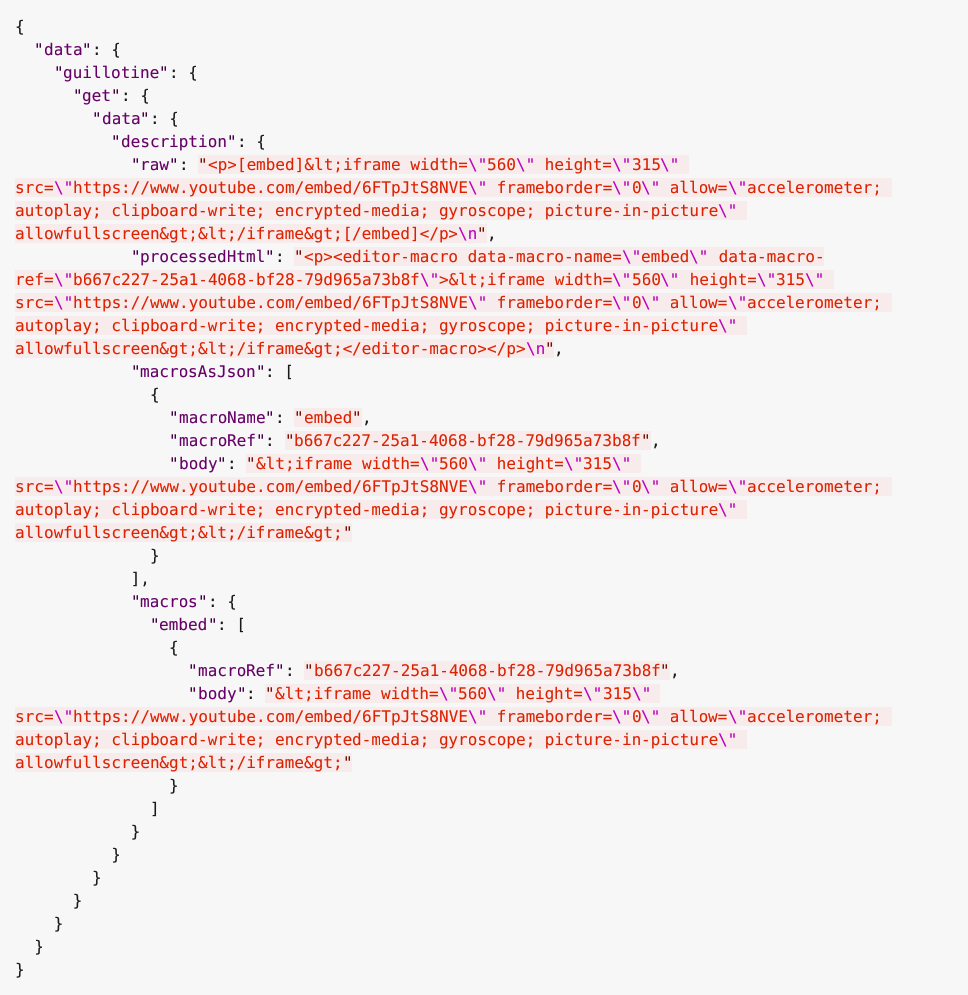 {
  "data": {
    "guillotine": {
      "get": {
        "data": {
          "description": {
            "raw": "<p>[embed]&lt;iframe width=\"560\" height=\"315\"
src=\"https://www.youtube.com/embed/6FTpJtS8NVE\" frameborder=\"0\" allow=\"accelerometer;
autoplay; clipboard-write; encrypted-media; gyroscope; picture-in-picture\"
allowfullscreen&gt;&lt;/iframe&gt;[/embed]</p>\n",
            "processedHtml": "<p><editor-macro data-macro-name=\"embed\" data-macro-
ref=\"b667c227-25a1-4068-bf28-79d965a73b8f\">&lt;iframe width=\"560\" height=\"315\"
src=\"https://www.youtube.com/embed/6FTpJtS8NVE\" frameborder=\"0\" allow=\"accelerometer;
autoplay; clipboard-write; encrypted-media; gyroscope; picture-in-picture\"
allowfullscreen&gt;&lt;/iframe&gt;</editor-macro></p>\n",
            "macrosAsJson": [
              {
                "macroName": "embed",
                "macroRef": "b667c227-25a1-4068-bf28-79d965a73b8f",
                "body": "&lt;iframe width=\"560\" height=\"315\"
src=\"https://www.youtube.com/embed/6FTpJtS8NVE\" frameborder=\"0\" allow=\"accelerometer;
autoplay; clipboard-write; encrypted-media; gyroscope; picture-in-picture\"
allowfullscreen&gt;&lt;/iframe&gt;"
              }
            ],
            "macros": {
              "embed": [
                {
                  "macroRef": "b667c227-25a1-4068-bf28-79d965a73b8f",
                  "body": "&lt;iframe width=\"560\" height=\"315\"
src=\"https://www.youtube.com/embed/6FTpJtS8NVE\" frameborder=\"0\" allow=\"accelerometer;
autoplay; clipboard-write; encrypted-media; gyroscope; picture-in-picture\"
allowfullscreen&gt;&lt;/iframe&gt;"
                }
              ]
            }
          }
        }
      }
    }
  }
}